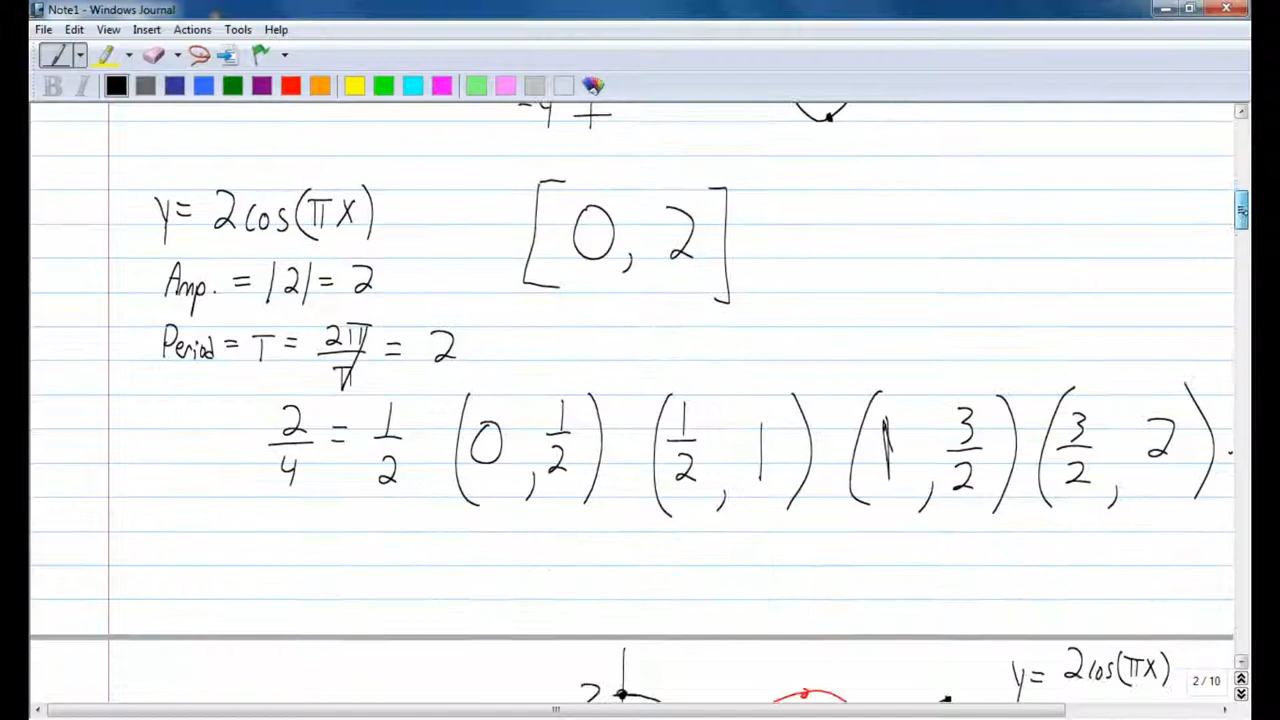 Note1 - Windows Journal
File Edit View Insert Actions Tools Help
B I
-4
y= 2cos(πx)
[0, 2]
Amp. = |2| = 2
Period = T = 2π/π = 2
2/4 = 1/2 (0, 1/2) (1/2, 1) (1, 3/2) (3/2, 2)
2
y= 2cos(πx)
2 / 10